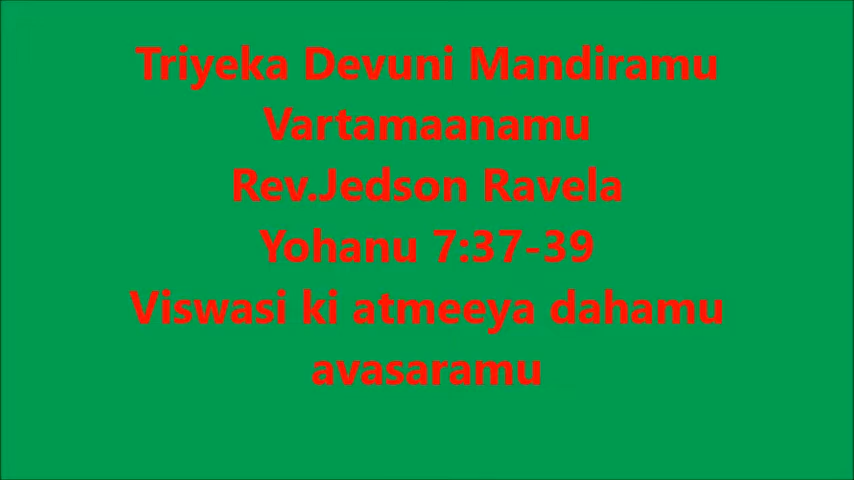 Triyeka Devuni Mandiramu
Vartamaanamu
Rev.Jedson Ravela
Yohanu 7:37-39
Viswasi ki atmeeya dahamu
avasaramu